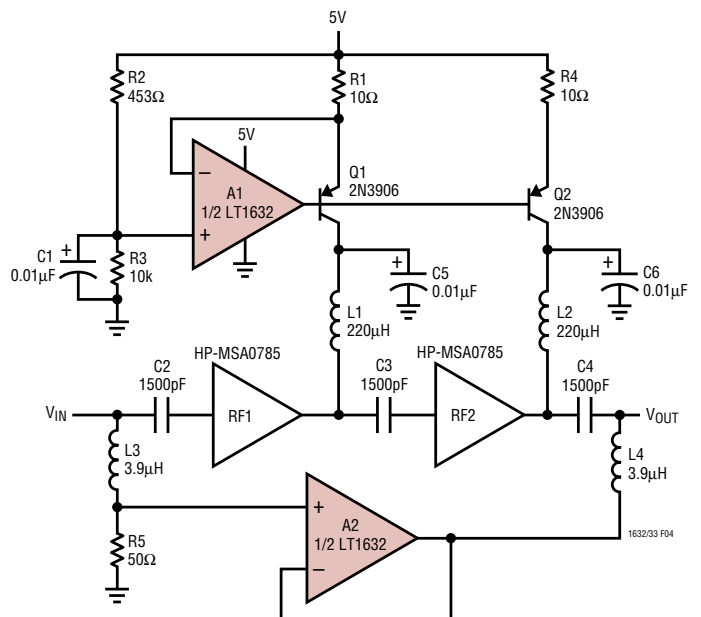 5V
R2
453Ω
R1
10Ω
R4
10Ω
5V
–
A1
1/2 LT1632
+
Q1
2N3906
Q2
2N3906
C1
0.01µF
+
R3
10k
+
C5
0.01µF
+
C6
0.01µF
L1
220µH
L2
220µH
HP-MSA0785
HP-MSA0785
C2
1500pF
C3
1500pF
C4
1500pF
VIN
RF1
RF2
VOUT
L3
3.9µH
L4
3.9µH
+
A2
1/2 LT1632
–
R5
50Ω
1632/33 F04